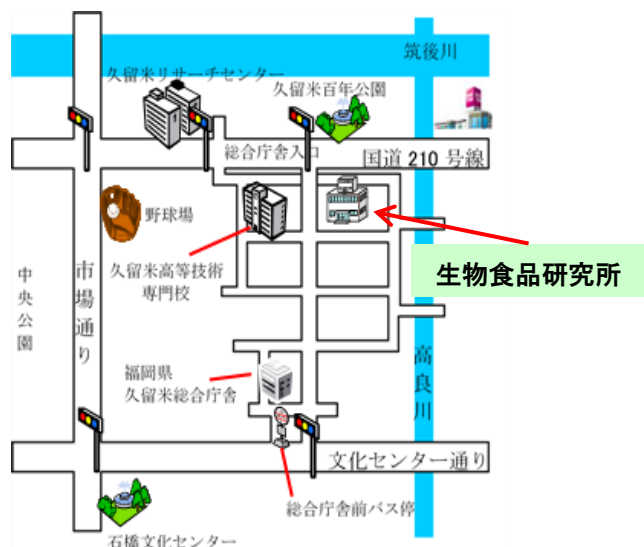 筑後川
久留米リサーチセンター
久留米百年公園
総合庁舎入口
国道 210 号線
野球場
生物食品研究所
久留米高等技術
専門校
中央公園
市場通り
高良川
福岡県
久留米総合庁舎
文化センター通り
総合庁舎前バス停
石橋文化センター